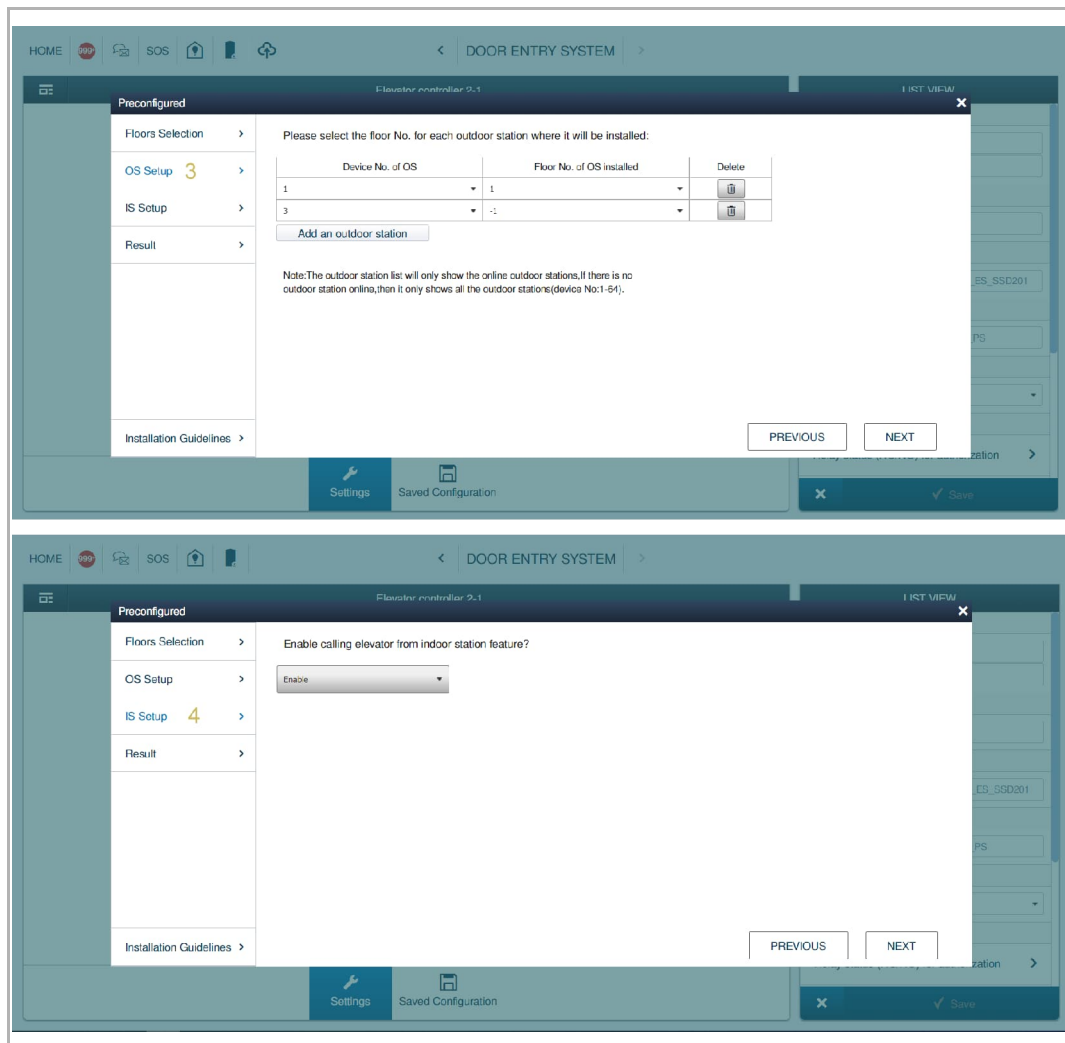 HOME 999+ SOS DOOR ENTRY SYSTEM
Elevator controller 2-1 LIST VIEW
Preconfigured
Floors Selection
Please select the floor No. for each outdoor station where it will be installed:
Device No. of OS Floor No. of OS installed Delete
OS Setup 3
1 1
3 -1
IS Setup
Add an outdoor station
Result
Note:The outdoor station list will only show the online outdoor stations,If there is no
outdoor station online,then it only shows all the outdoor stations(device No:1-64).
_ES_SSD201
PS
Installation Guidelines
PREVIOUS NEXT
Settings Saved Configuration
Save
HOME 999+ SOS DOOR ENTRY SYSTEM
Elevator controller 2-1 LIST VIEW
Preconfigured
Floors Selection
Enable calling elevator from indoor station feature?
OS Setup
Enable
IS Setup 4
Result
_ES_SSD201
PS
Installation Guidelines
PREVIOUS NEXT
Settings Saved Configuration
Save